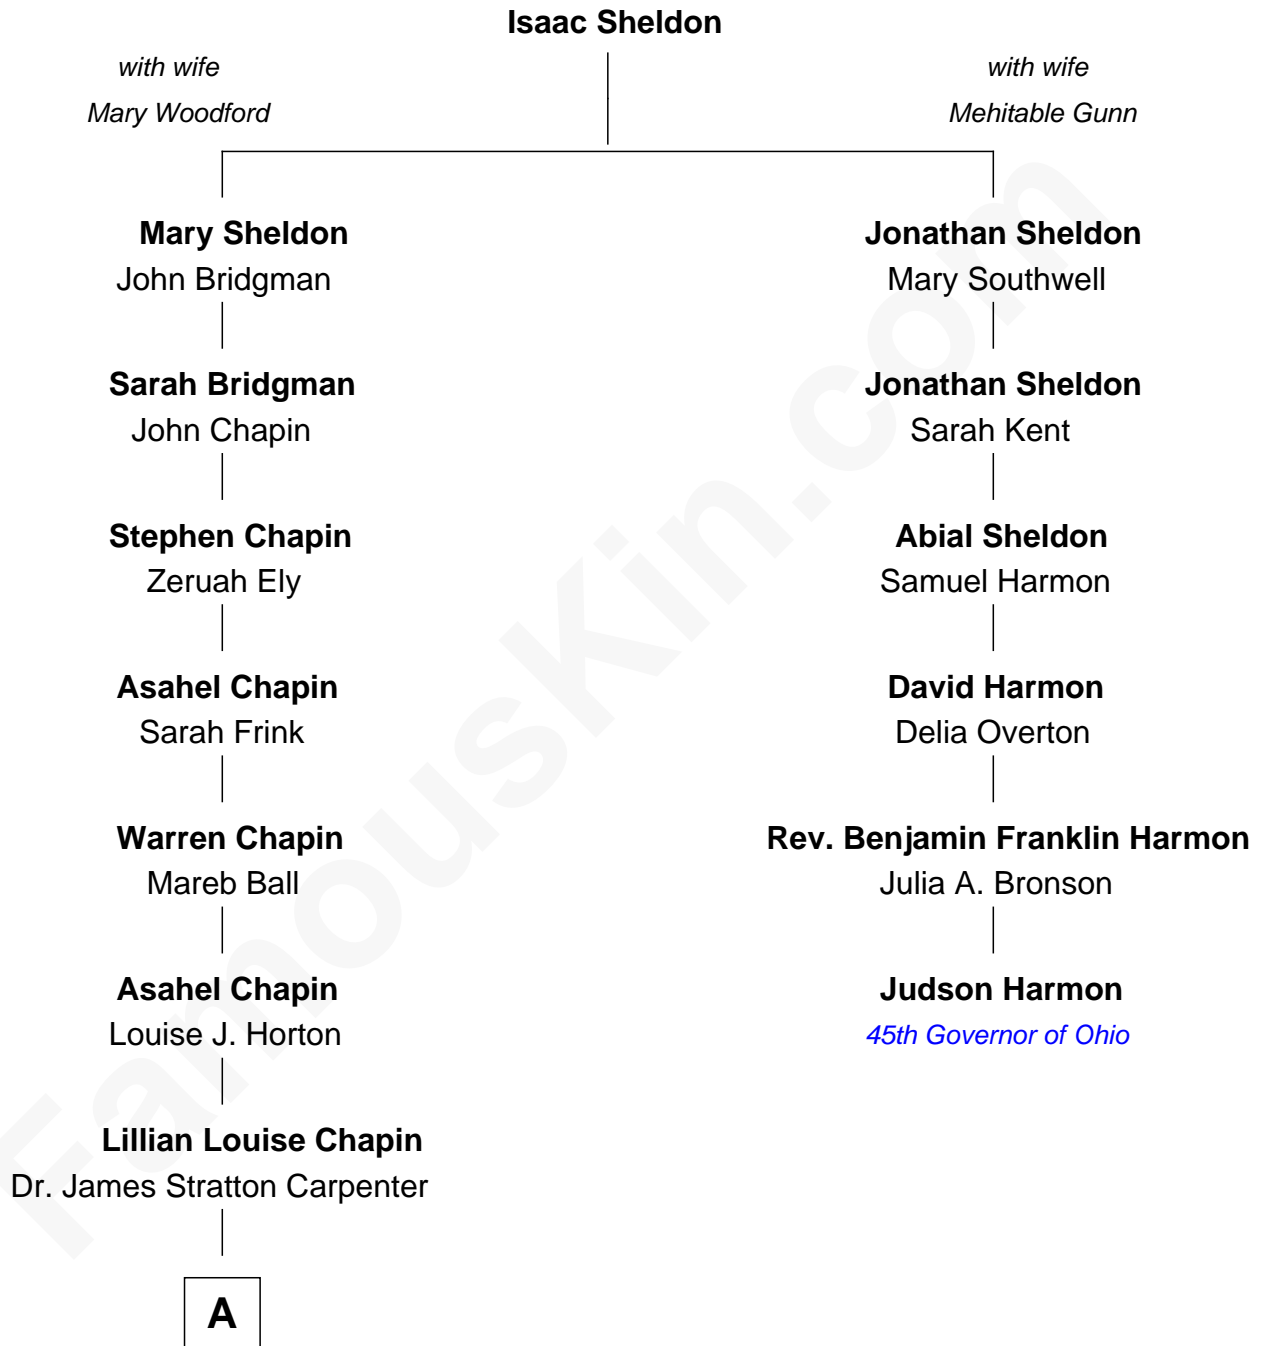 Isaac Sheldon
with wife
Mary Woodford
with wife
Mehitable Gunn
Mary Sheldon
John Bridgman
Jonathan Sheldon
Mary Southwell
Sarah Bridgman
John Chapin
Jonathan Sheldon
Sarah Kent
Stephen Chapin
Zeruah Ely
Abial Sheldon
Samuel Harmon
Asahel Chapin
Sarah Frink
David Harmon
Delia Overton
Warren Chapin
Mareb Ball
Rev. Benjamin Franklin Harmon
Julia A. Bronson
Asahel Chapin
Louise J. Horton
Judson Harmon
45th Governor of Ohio
Lillian Louise Chapin
Dr. James Stratton Carpenter
A
FamousKin.com